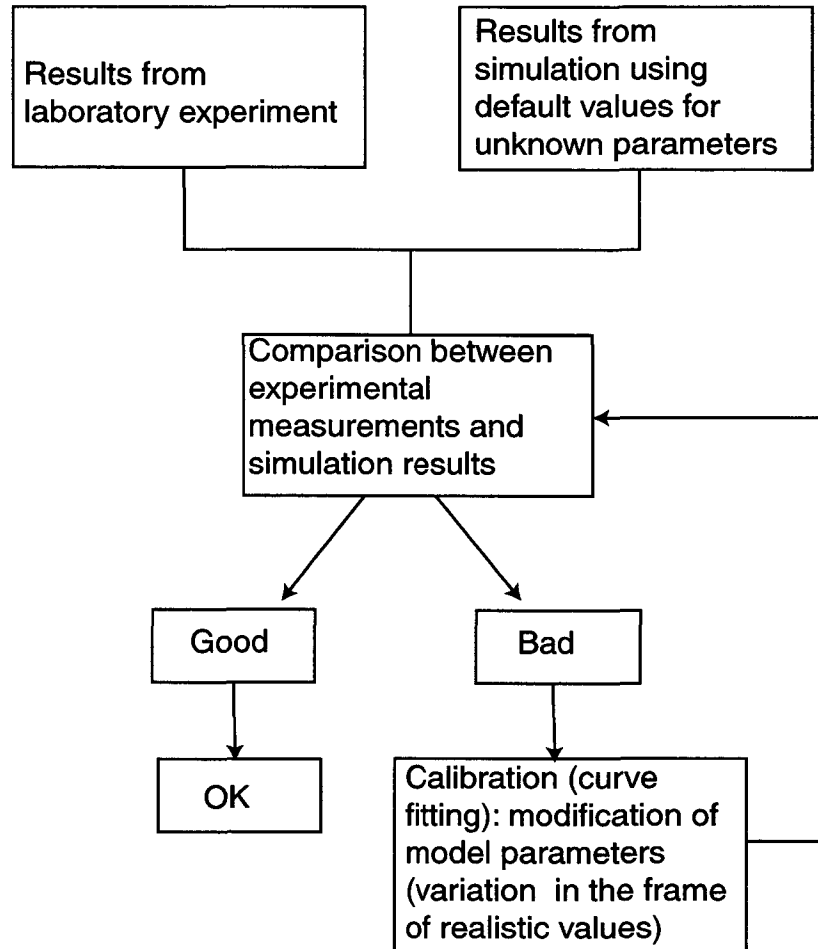 Results from
laboratory experiment
Results from
simulation using
default values for
unknown parameters
Comparison between
experimental
measurements and
simulation results
Good
Bad
OK
Calibration (curve
fitting): modification of
model parameters
(variation in the frame
of realistic values)